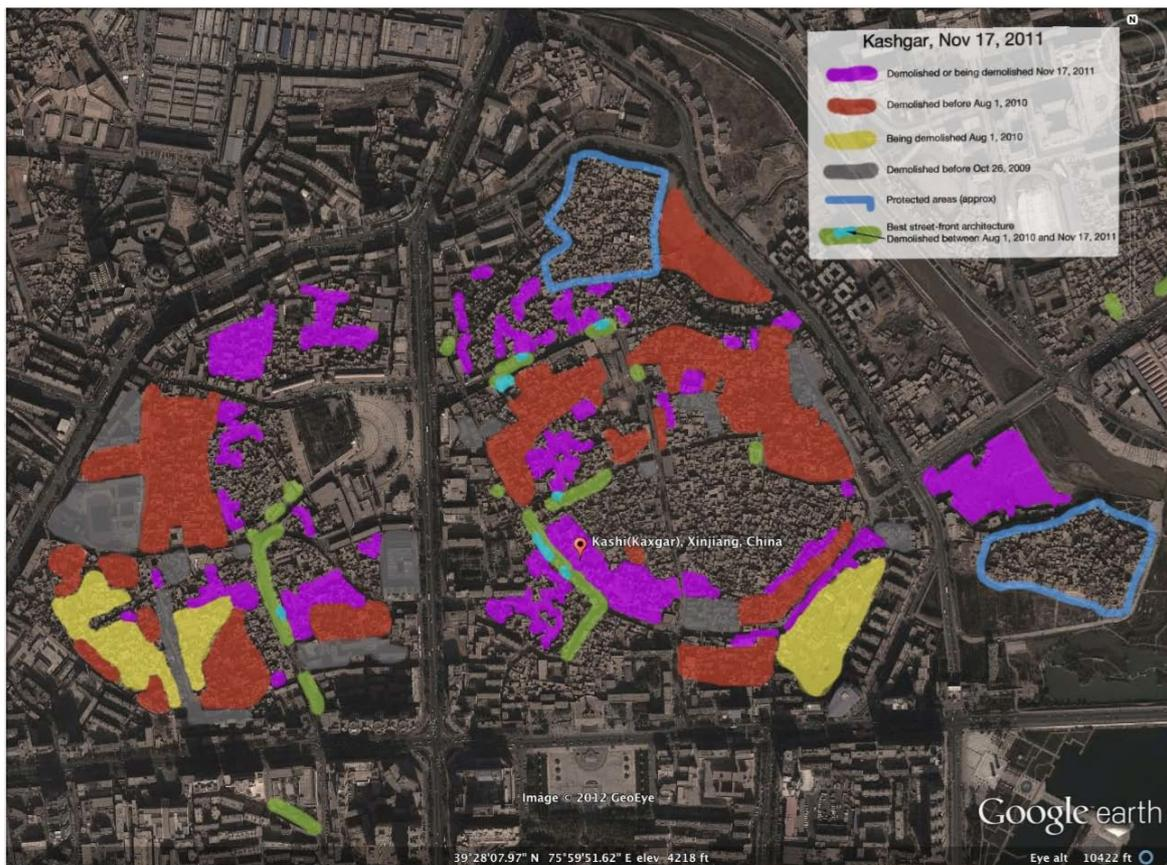 N
Kashgar, Nov 17, 2011
Demolished or being demolished Nov 17, 2011
Demolished before Aug 1, 2010
Being demolished Aug 1, 2010
Demolished before Oct 26, 2009
Protected areas (approx)
Best street-front architecture
Demolished between Aug 1, 2010 and Nov 17, 2011
Kashi(Kaxgar), Xinjiang, China
Image © 2012 GeoEye
Google earth
39°28'07.97" N 75°59'51.62" E elev 4218 ft
Eye alt 10422 ft